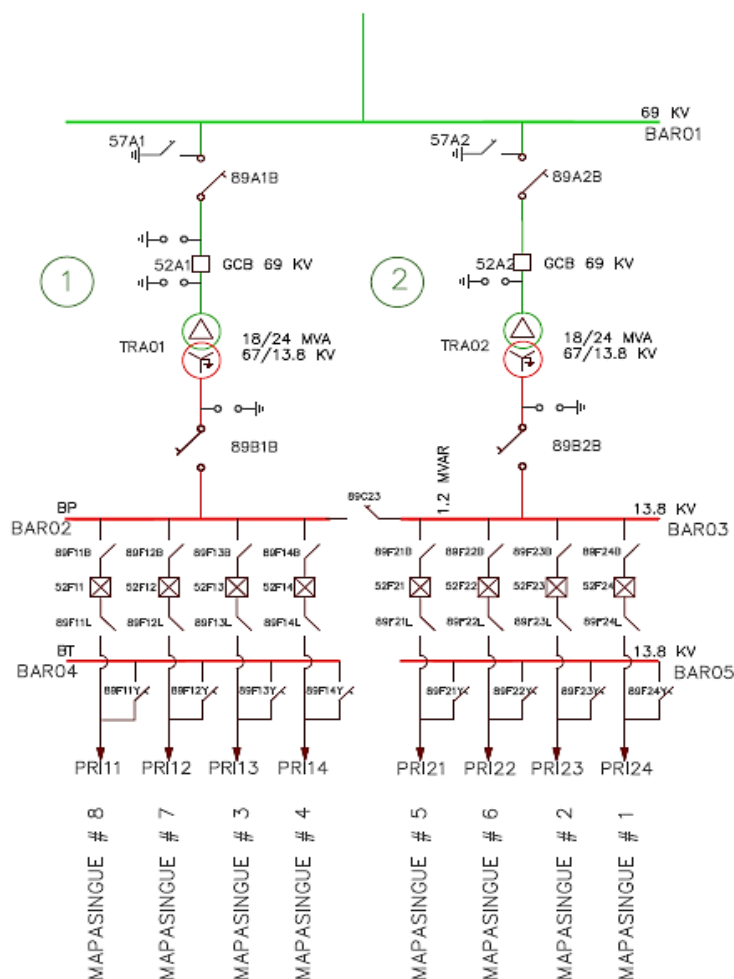 69 KV
BAR01
57A1
57A2
89A1B
89A2B
52A1
GCB 69 KV
52A2
GCB 69 KV
1
2
TRA01
18/24 MVA
67/13.8 KV
TRA02
18/24 MVA
67/13.8 KV
89B1B
89B2B
1.2 MVAR
89C23
BP
BAR02
13.8 KV
BAR03
89F11B
89F12B
89F13B
89F14B
89F21B
89F22B
89F23B
89F24B
52F11
52F12
52F13
52F14
52F21
52F22
52F23
52F24
89F11L
89F12L
89F13L
89F14L
89F21L
89F22L
89F23L
89F24L
BT
BAR04
13.8 KV
BAR05
89F11Y
89F12Y
89F13Y
89F14Y
89F21Y
89F22Y
89F23Y
89F24Y
PRI11
PRI12
PRI13
PRI14
PRI21
PRI22
PRI23
PRI24
MAPASINGUE # 8
MAPASINGUE # 7
MAPASINGUE # 3
MAPASINGUE # 4
MAPASINGUE # 5
MAPASINGUE # 6
MAPASINGUE # 2
MAPASINGUE # 1